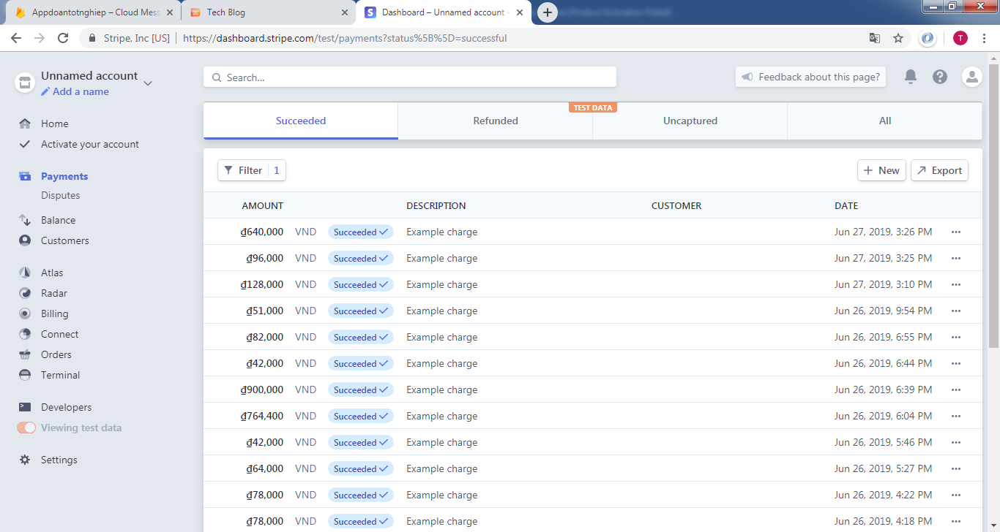 Appdoantotnghiep – Cloud Mess
Tech Blog
Dashboard – Unnamed account -
Stripe, Inc [US]
https://dashboard.stripe.com/test/payments?status%5B%5D=successful
T
Unnamed account
Add a name
Search...
Feedback about this page?
Home
Activate your account
Payments
Disputes
Balance
Customers
Atlas
Radar
Billing
Connect
Orders
Terminal
Developers
Viewing test data
Settings
TEST DATA
Succeeded Refunded Uncaptured All
Filter 1 New Export
AMOUNT DESCRIPTION CUSTOMER DATE
₫640,000 VND Succeeded Example charge Jun 27, 2019, 3:26 PM
₫96,000 VND Succeeded Example charge Jun 27, 2019, 3:25 PM
₫128,000 VND Succeeded Example charge Jun 27, 2019, 3:10 PM
₫51,000 VND Succeeded Example charge Jun 26, 2019, 9:54 PM
₫82,000 VND Succeeded Example charge Jun 26, 2019, 6:55 PM
₫42,000 VND Succeeded Example charge Jun 26, 2019, 6:44 PM
₫900,000 VND Succeeded Example charge Jun 26, 2019, 6:39 PM
₫764,400 VND Succeeded Example charge Jun 26, 2019, 6:04 PM
₫42,000 VND Succeeded Example charge Jun 26, 2019, 5:46 PM
₫64,000 VND Succeeded Example charge Jun 26, 2019, 5:27 PM
₫78,000 VND Succeeded Example charge Jun 26, 2019, 4:22 PM
₫78,000 VND Succeeded Example charge Jun 26, 2019, 4:18 PM